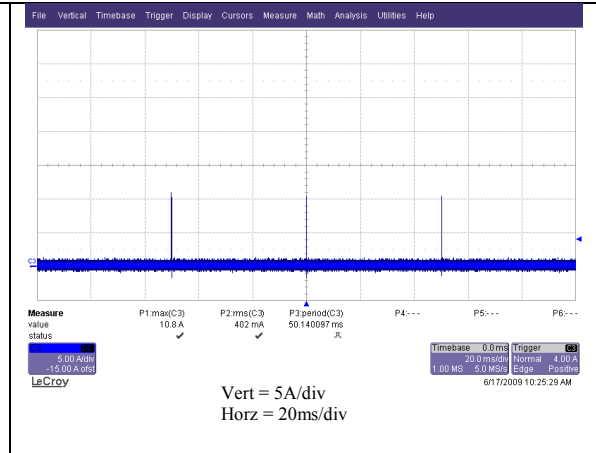 File Vertical Timebase Trigger Display Cursors Measure Math Analysis Utilities Help
C3
Measure P1:max(C3) P2:rms(C3) P3:period(C3) P4:--- P5:--- P6:---
value 10.8 A 402 mA 50.140097 ms
status
5.00 A/div
-15.00 A ofst
Timebase 0.0 ms
20.0 ms/div
1.00 MS 5.0 MS/s
Trigger C3
Normal 4.00 A
Edge Positive
LeCroy
6/17/2009 10:25:29 AM
Vert = 5A/div
Horz = 20ms/div